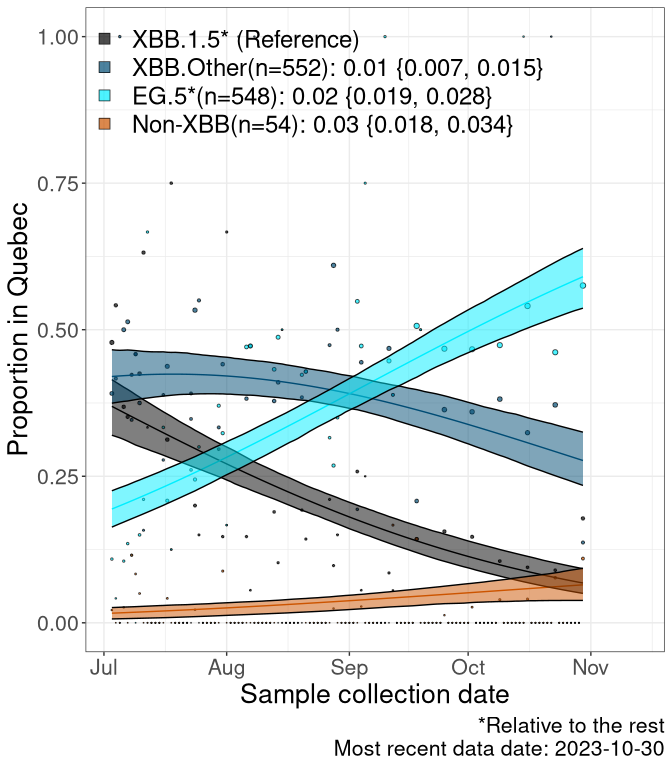 1.00
0.75
0.50
0.25
0.00
Proportion in Quebec
XBB.1.5* (Reference)
XBB.Other(n=552): 0.01 {0.007, 0.015}
EG.5*(n=548): 0.02 {0.019, 0.028}
Non-XBB(n=54): 0.03 {0.018, 0.034}
Jul Aug Sep Oct Nov
Sample collection date
*Relative to the rest
Most recent data date: 2023-10-30